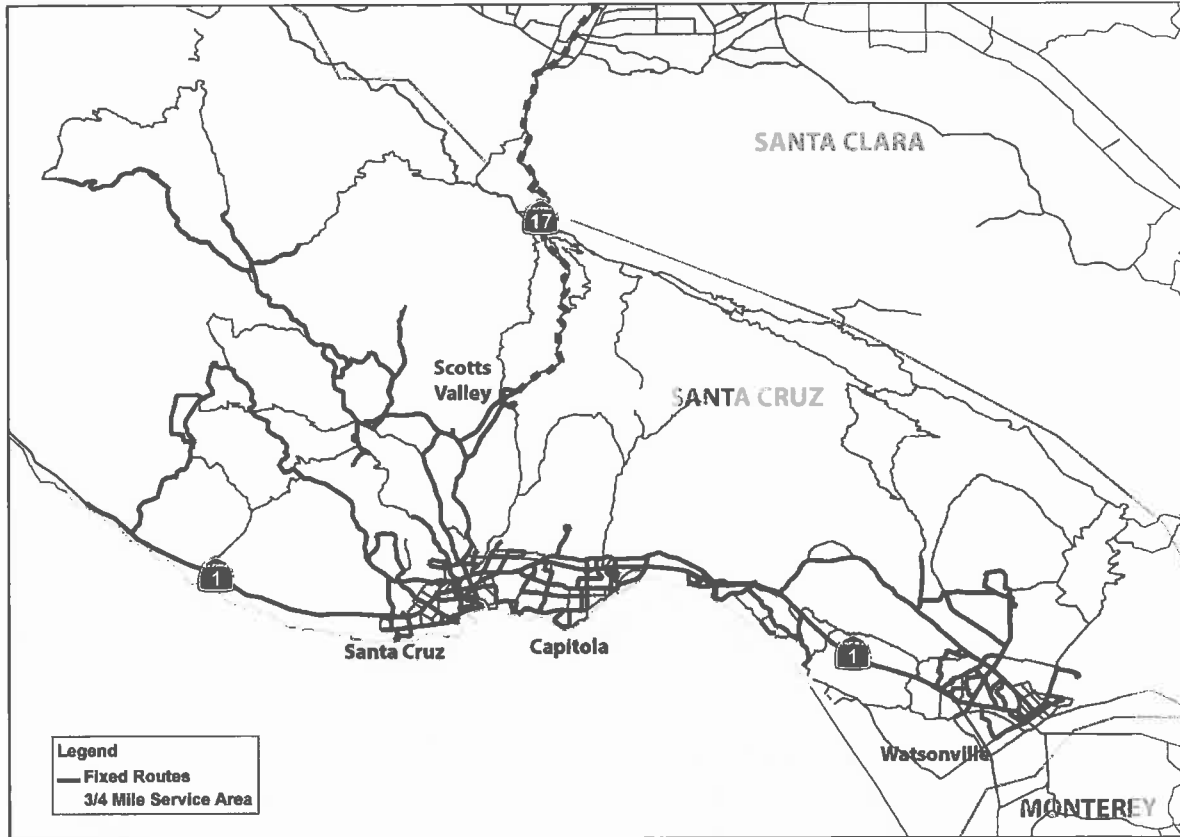 SANTA CLARA
17
Scotts
Valley
SANTA CRUZ
1
Santa Cruz
Capitola
1
Watsonville
MONTEREY
Legend
Fixed Routes
3/4 Mile Service Area